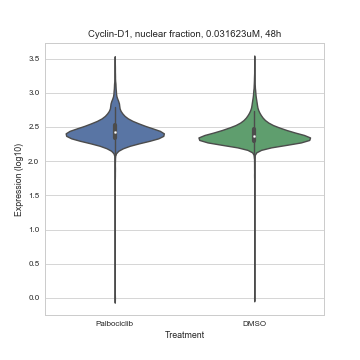 Cyclin-D1, nuclear fraction, 0.031623uM, 48h
3.5
3.0
2.5
2.0
1.5
1.0
0.5
0.0
Expression (log10)
Palbociclib
DMSO
Treatment